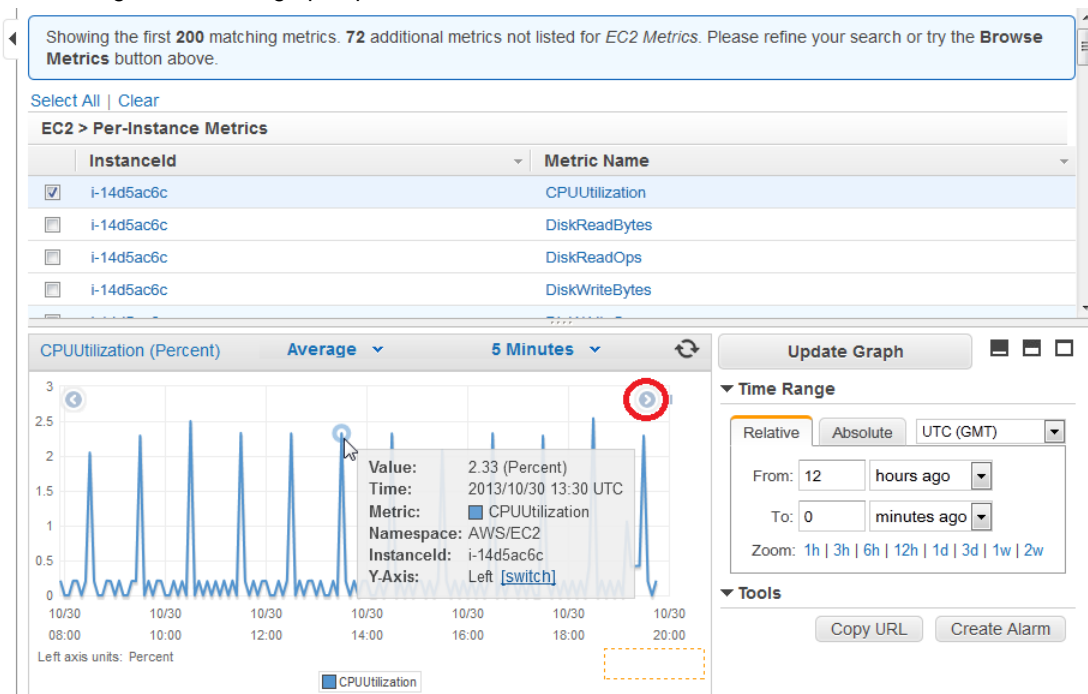 Showing the first 200 matching metrics. 72 additional metrics not listed for EC2 Metrics. Please refine your search or try the Browse
Metrics button above.
Select All | Clear
EC2 > Per-Instance Metrics
InstanceId Metric Name
i-14d5ac6c CPUUtilization
i-14d5ac6c DiskReadBytes
i-14d5ac6c DiskReadOps
i-14d5ac6c DiskWriteBytes
CPUUtilization (Percent) Average 5 Minutes
3
2.5
2
1.5
1
0.5
0
10/30 10/30 10/30 10/30 10/30 10/30 10/30
08:00 10:00 12:00 14:00 16:00 18:00 20:00
Left axis units: Percent
CPUUtilization
Value: 2.33 (Percent)
Time: 2013/10/30 13:30 UTC
Metric: CPUUtilization
Namespace: AWS/EC2
InstanceId: i-14d5ac6c
Y-Axis: Left [switch]
Update Graph
Time Range
Relative Absolute UTC (GMT)
From: 12 hours ago
To: 0 minutes ago
Zoom: 1h | 3h | 6h | 12h | 1d | 3d | 1w | 2w
Tools
Copy URL Create Alarm